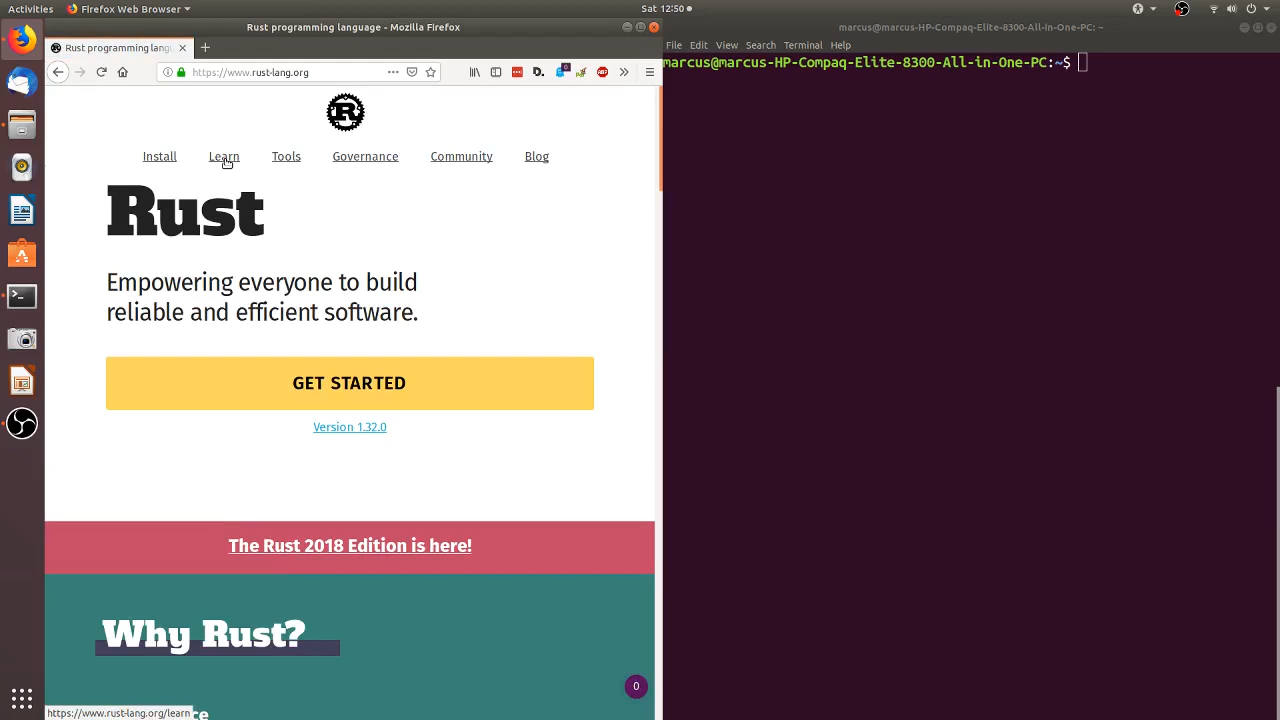 Activities
Firefox Web Browser
Sat 12:50
Rust programming language - Mozilla Firefox
marcus@marcus-HP-Compaq-Elite-8300-All-in-One-PC: ~
Rust programming langu
File Edit View Search Terminal Help
marcus@marcus-HP-Compaq-Elite-8300-All-in-One-PC:~$
https://www.rust-lang.org
Install Learn Tools Governance Community Blog
Rust
Empowering everyone to build
reliable and efficient software.
GET STARTED
Version 1.32.0
The Rust 2018 Edition is here!
Why Rust?
0
https://www.rust-lang.org/learn